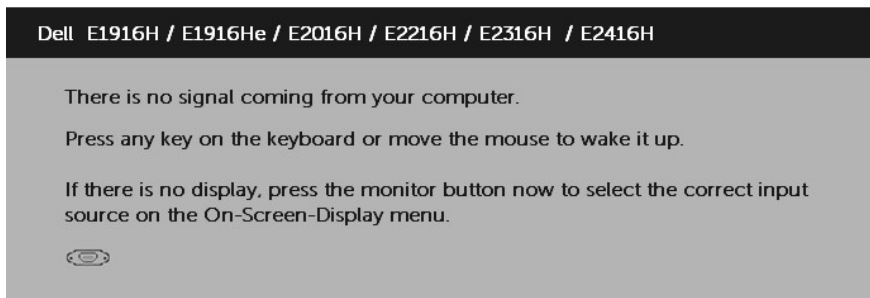 Dell E1916H / E1916He / E2016H / E2216H / E2316H / E2416H
There is no signal coming from your computer.
Press any key on the keyboard or move the mouse to wake it up.
If there is no display, press the monitor button now to select the correct input
source on the On-Screen-Display menu.